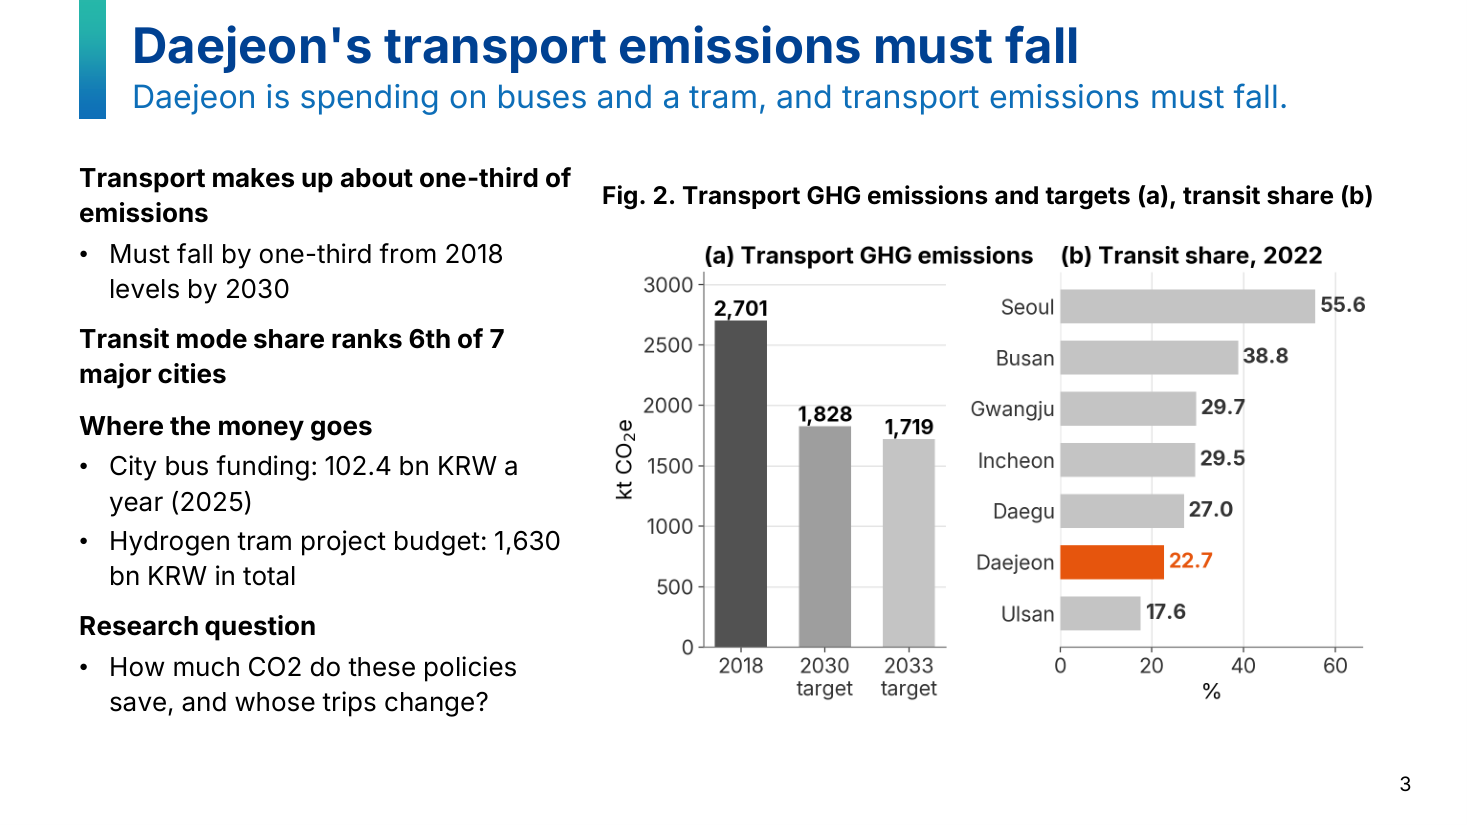 Daejeon's transport emissions must fall
Daejeon is spending on buses and a tram, and transport emissions must fall.
Transport makes up about one-third of
emissions
• Must fall by one-third from 2018
levels by 2030
Transit mode share ranks 6th of 7
major cities
Where the money goes
• City bus funding: 102.4 bn KRW a
year (2025)
• Hydrogen tram project budget: 1,630
bn KRW in total
Research question
• How much CO2 do these policies
save, and whose trips change?
Fig. 2. Transport GHG emissions and targets (a), transit share (b)
(a) Transport GHG emissions
kt CO₂e
3000
2500
2000
1500
1000
500
0
2,701
1,828
1,719
2018
2030
target
2033
target
(b) Transit share, 2022
Seoul 55.6
Busan 38.8
Gwangju 29.7
Incheon 29.5
Daegu 27.0
Daejeon 22.7
Ulsan 17.6
0 20 40 60
%
3